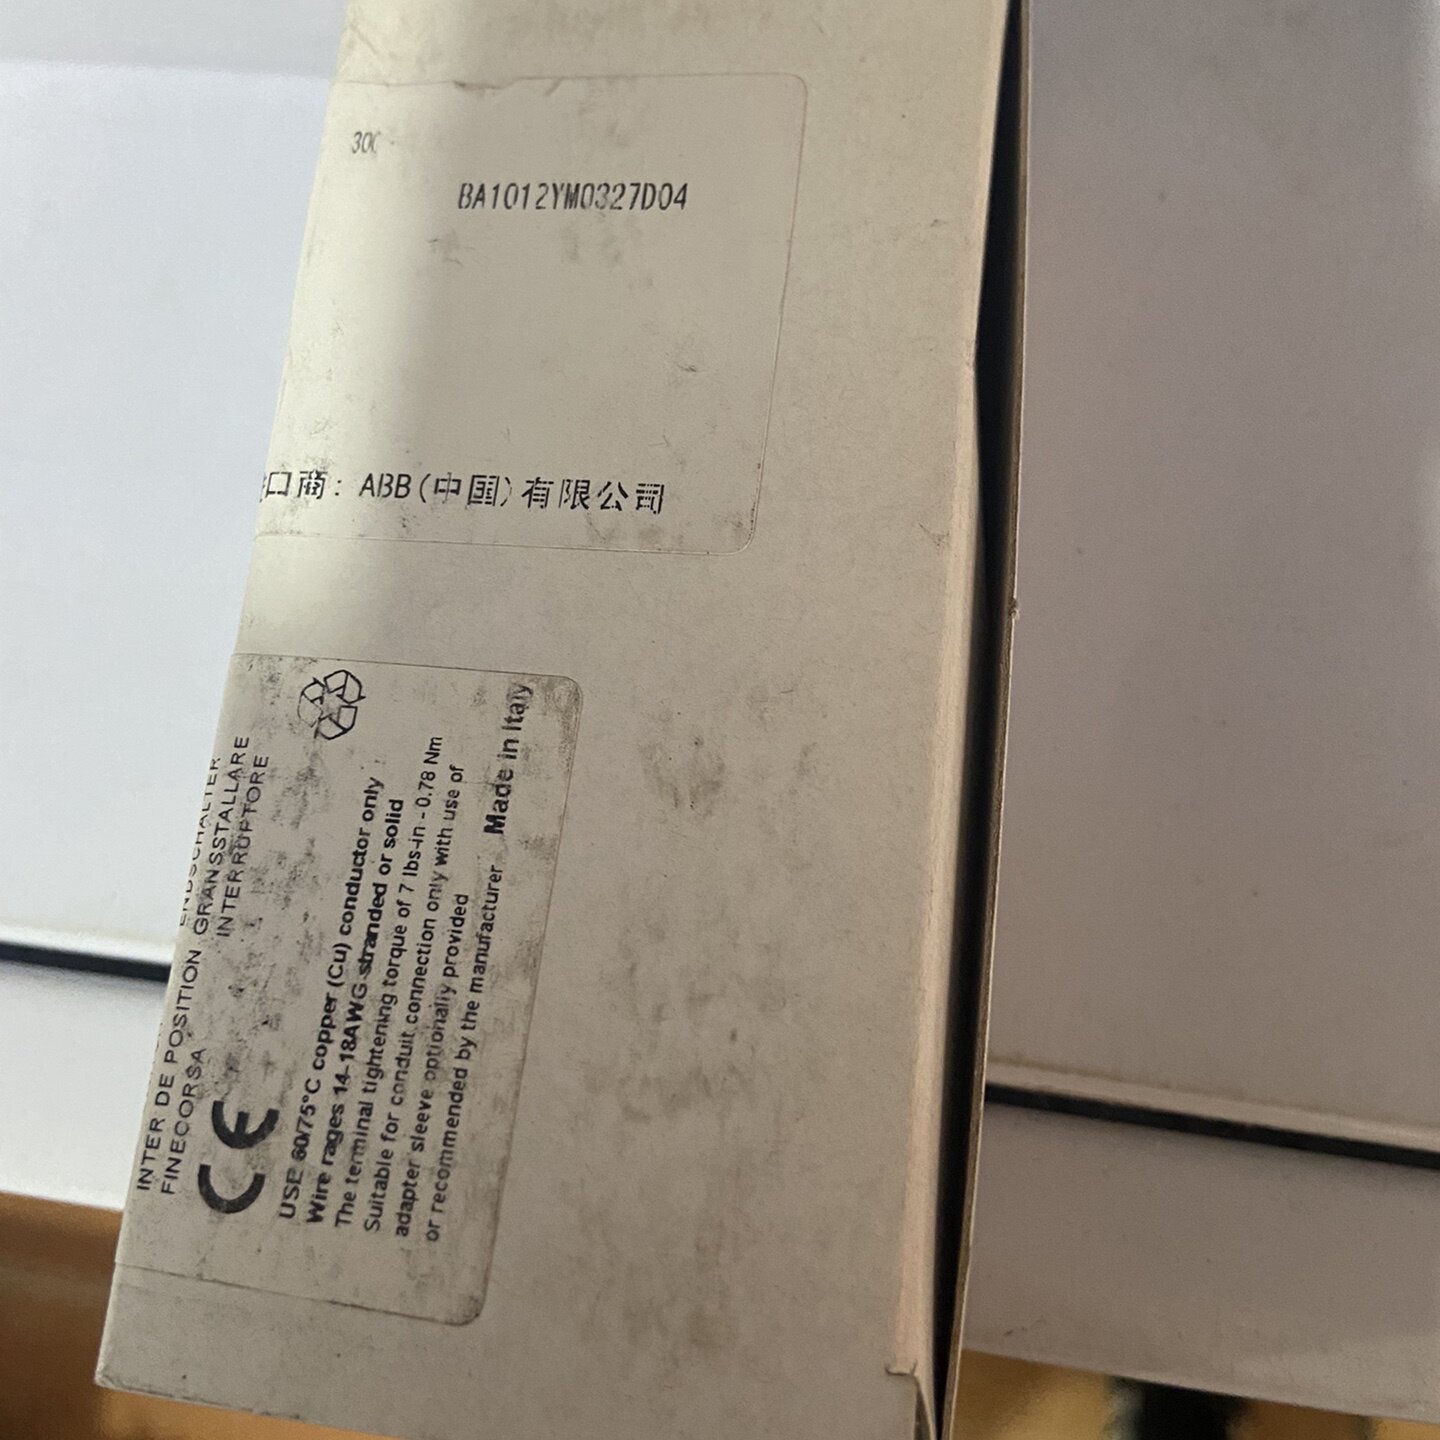 300
BA1012YM0327D04
口商: ABB(中国)有限公司
INTER DE POSITION ENDSCHALTER
FINECORSA GRANSSTALLARE
INTERRUPTORE
CE
USE 60/75°C copper (Cu) conductor only
Wire rages 14-18AWG stranded or solid
The terminal tightening torque of 7 lbs-in - 0.78 Nm
Suitable for conduit connection only with use of
adapter sleeve optionally provided
or recommended by the manufacturer Made in Italy